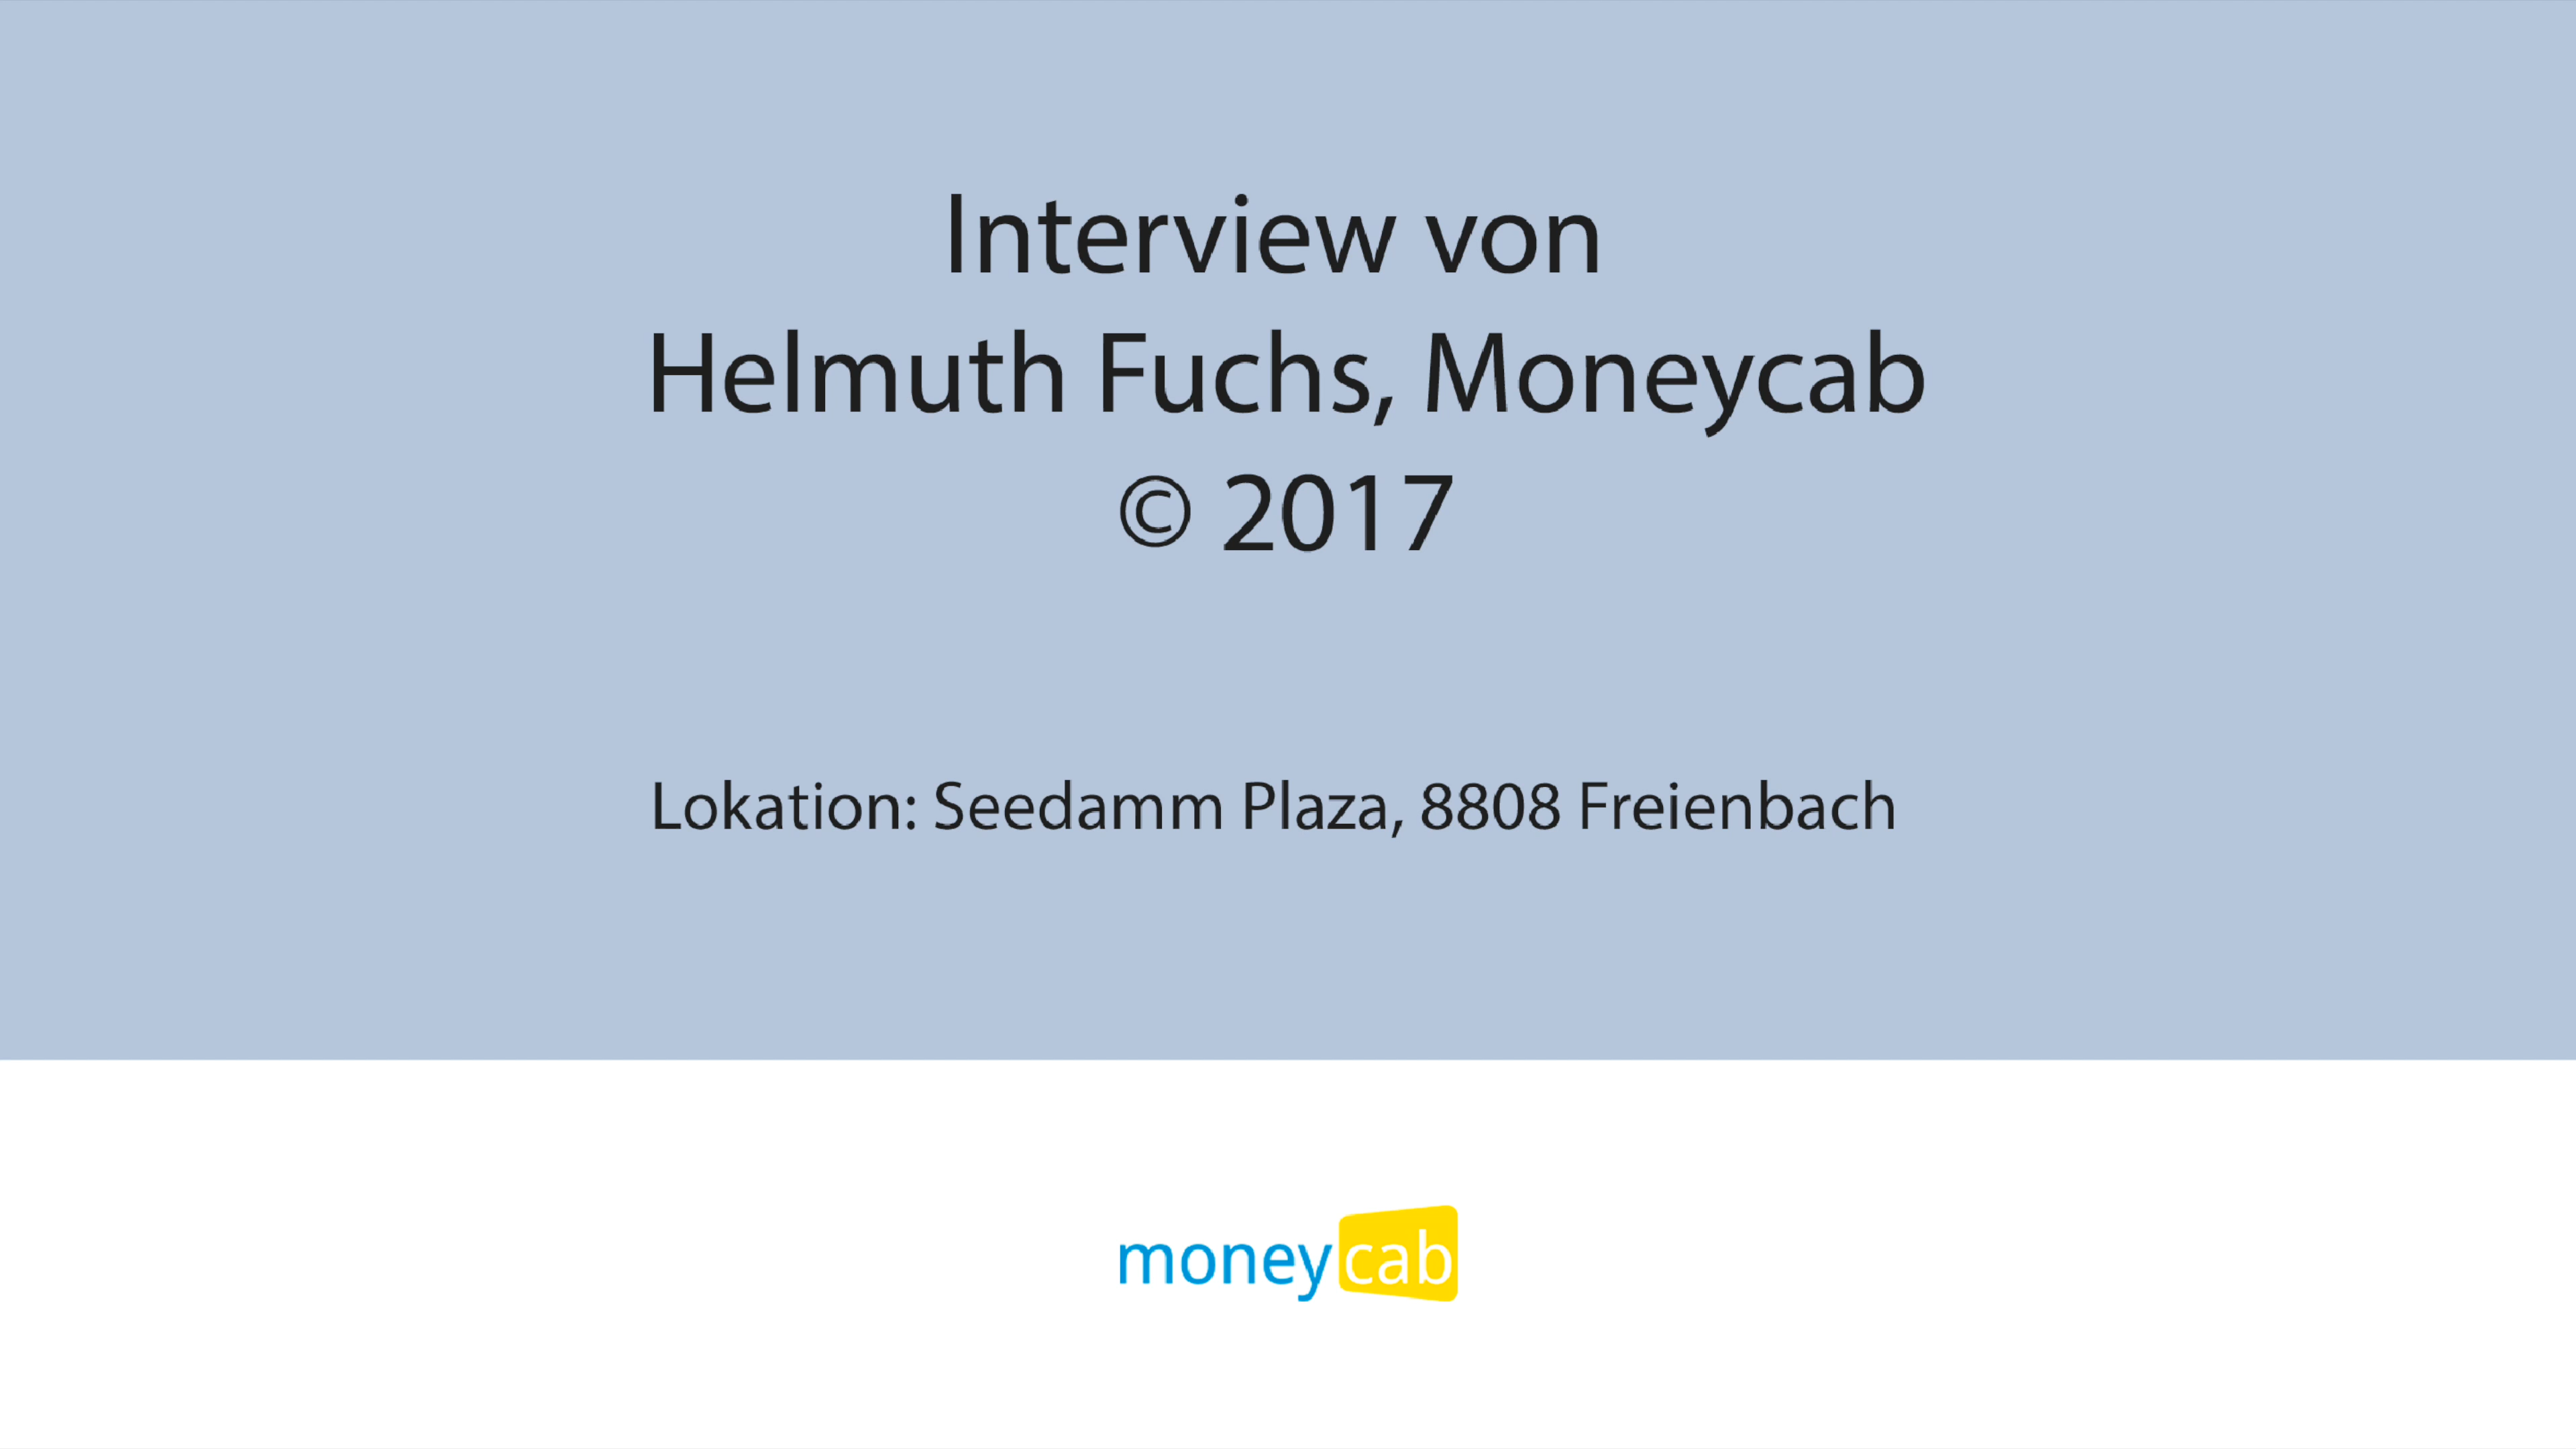 Interview von
Helmuth Fuchs, Moneycab
© 2017
Lokation: Seedamm Plaza, 8808 Freienbach
moneycab